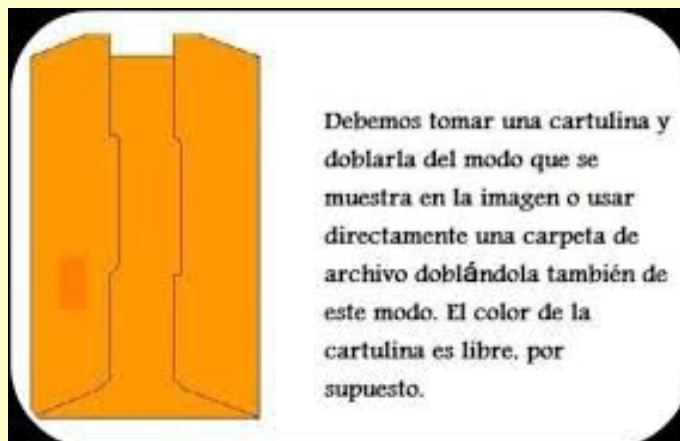 Debemos tomar una cartulina y
doblarla del modo que se
muestra en la imagen o usar
directamente una carpeta de
archivo doblándola también de
este modo. El color de la
cartulina es libre, por
supuesto.